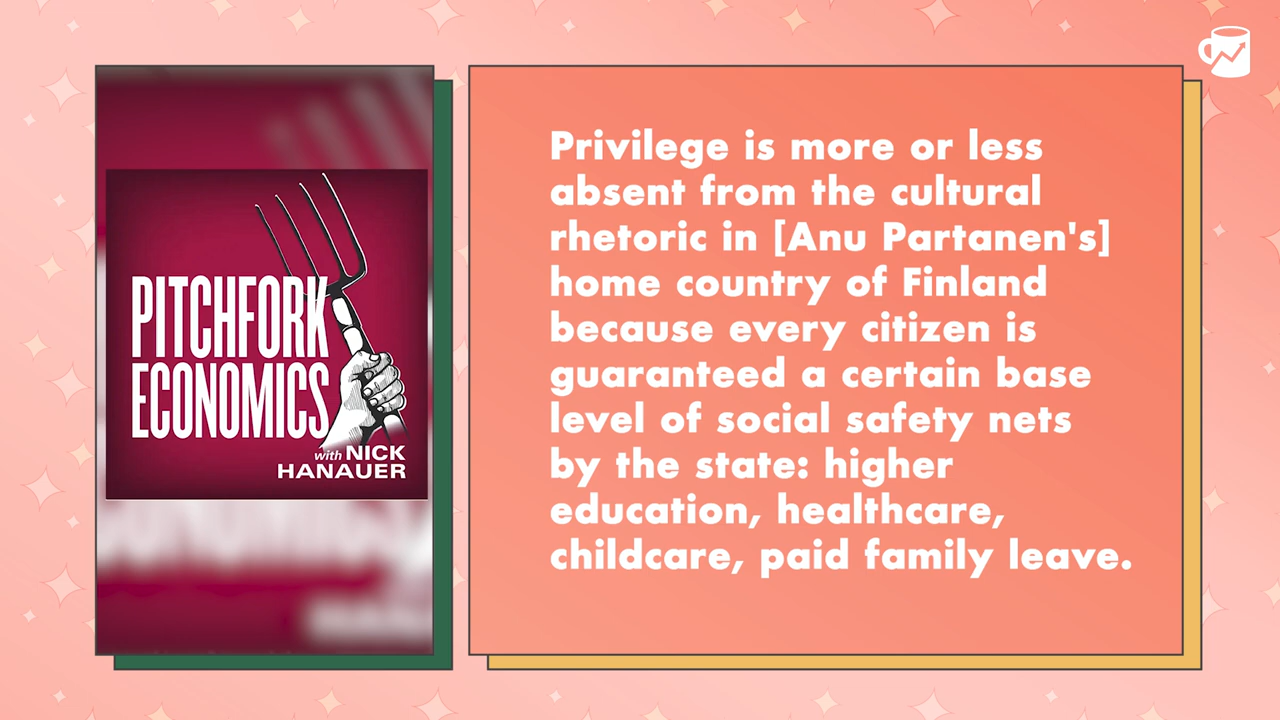 PITCHFORK
ECONOMICS
with NICK
HANAUER
Privilege is more or less
absent from the cultural
rhetoric in [Anu Partanen's]
home country of Finland
because every citizen is
guaranteed a certain base
level of social safety nets
by the state: higher
education, healthcare,
childcare, paid family leave.